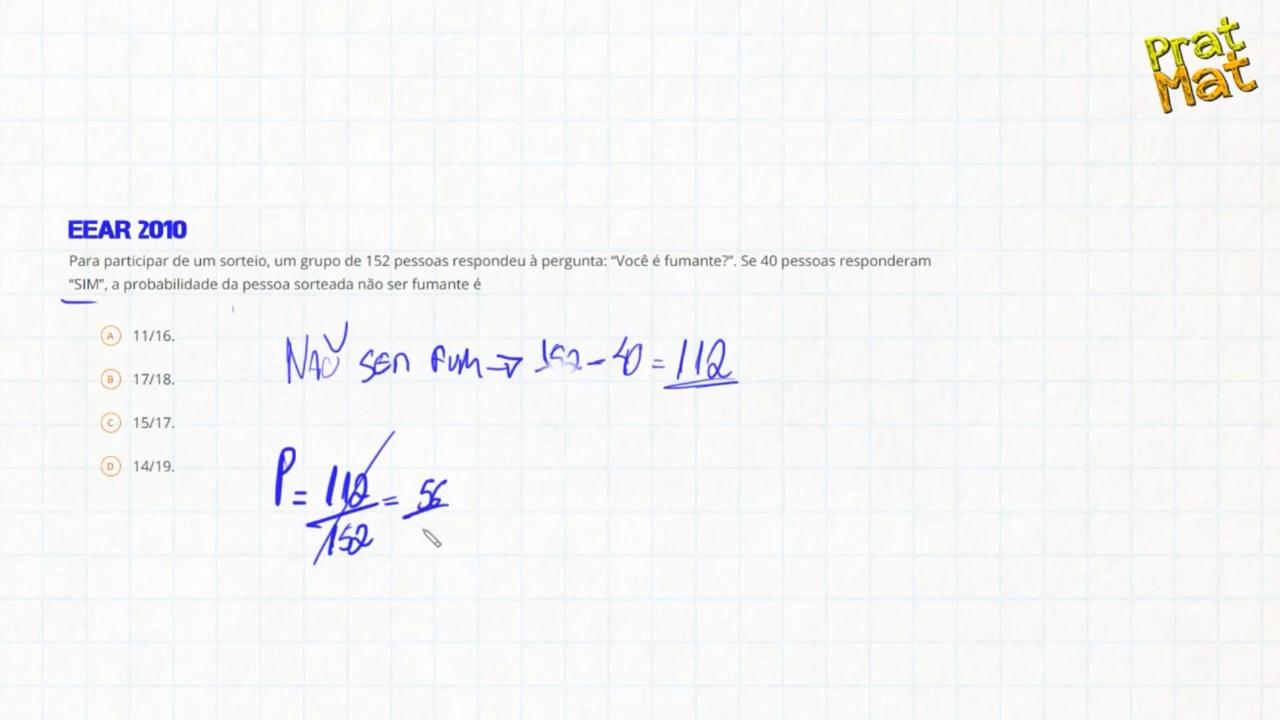 Prat
Mat
EEAR 2010
Para participar de um sorteio, um grupo de 152 pessoas respondeu à pergunta: “Você é fumante?”. Se 40 pessoas responderam
“SIM”, a probabilidade da pessoa sorteada não ser fumante é
A 11/16.
B 17/18.
C 15/17.
D 14/19.
NÃO SER FUM → 152 - 40 = 112
P = 112/152 = 56